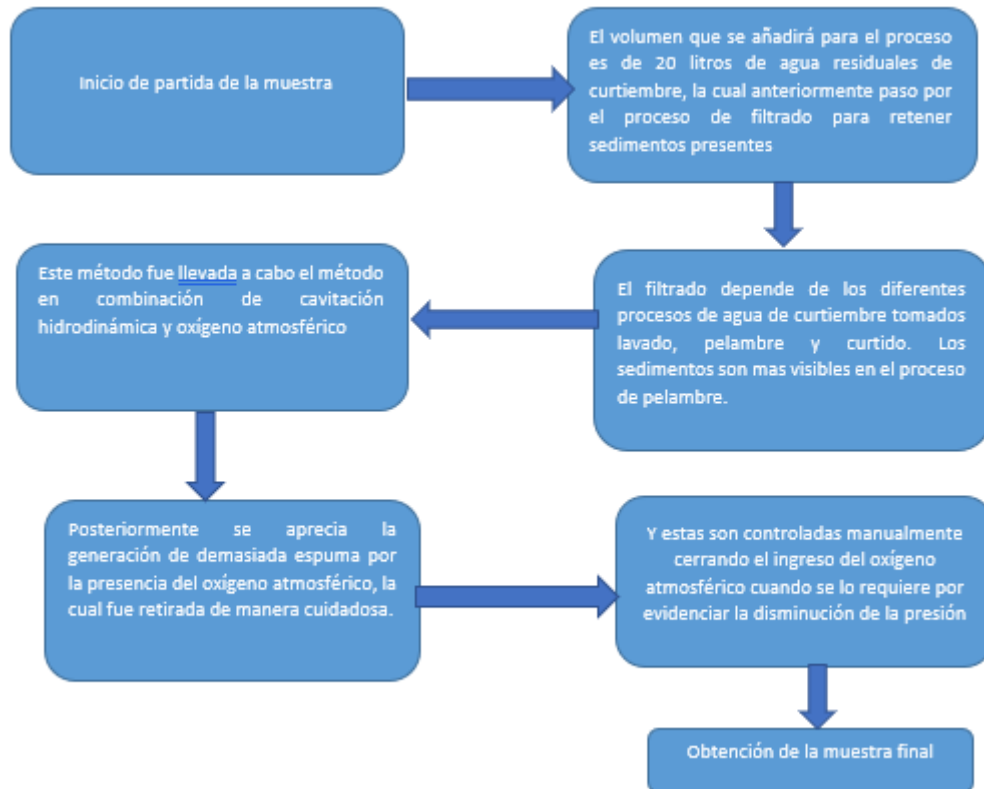 Inicio de partida de la muestra
El volumen que se añadirá para el proceso
es de 20 litros de agua residuales de
curtiembre, la cual anteriormente paso por
el proceso de filtrado para retener
sedimentos presentes
El filtrado depende de los diferentes
procesos de agua de curtiembre tomados
lavado, pelambre y curtido. Los
sedimentos son mas visibles en el proceso
de pelambre.
Este método fue llevada a cabo el método
en combinación de cavitación
hidrodinámica y oxígeno atmosférico
Posteriormente se aprecia la
generación de demasiada espuma por
la presencia del oxígeno atmosférico, la
cual fue retirada de manera cuidadosa.
Y estas son controladas manualmente
cerrando el ingreso del oxígeno
atmosférico cuando se lo requiere por
evidenciar la disminución de la presión
Obtención de la muestra final